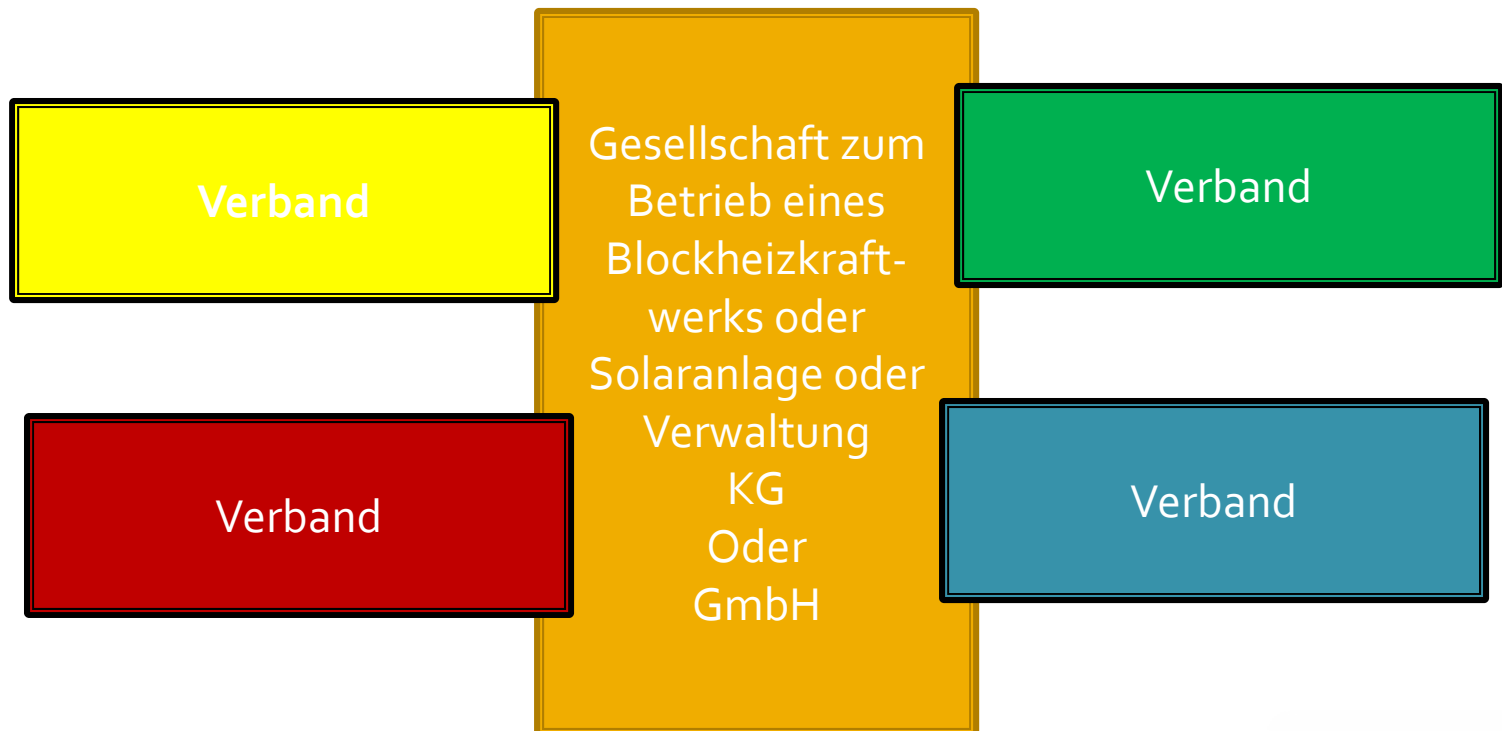 Verband
Verband
Gesellschaft zum
Betrieb eines
Blockheizkraft-
werks oder
Solaranlage oder
Verwaltung
KG
Oder
GmbH
Verband
Verband